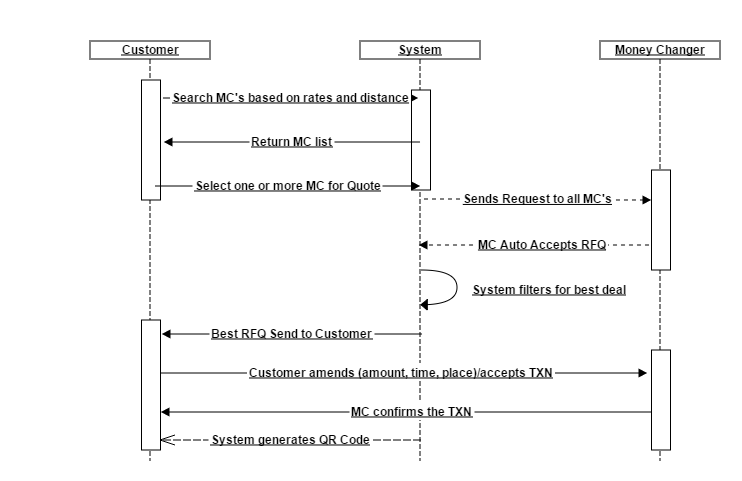 Customer
System
Money Changer
Search MC's based on rates and distance
Return MC list
Select one or more MC for Quote
Sends Request to all MC's
MC Auto Accepts RFQ
System filters for best deal
Best RFQ Send to Customer
Customer amends (amount, time, place)/accepts TXN
MC confirms the TXN
System generates QR Code